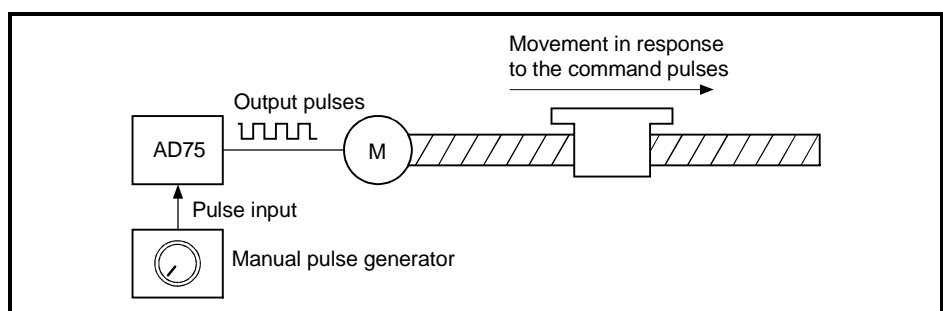 Movement in response
to the command pulses
Output pulses
AD75
M
Pulse input
Manual pulse generator